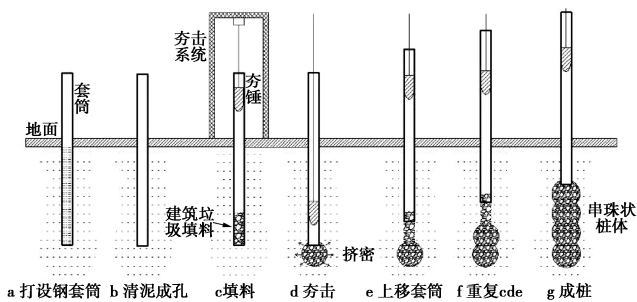 夯击
系统
套筒
夯锤
地面
建筑垃
圾填料
挤密
串珠状
桩体
a 打设钢套筒
b 清泥成孔
c填料
d 夯击
e 上移套筒
f 重复cde
g 成桩